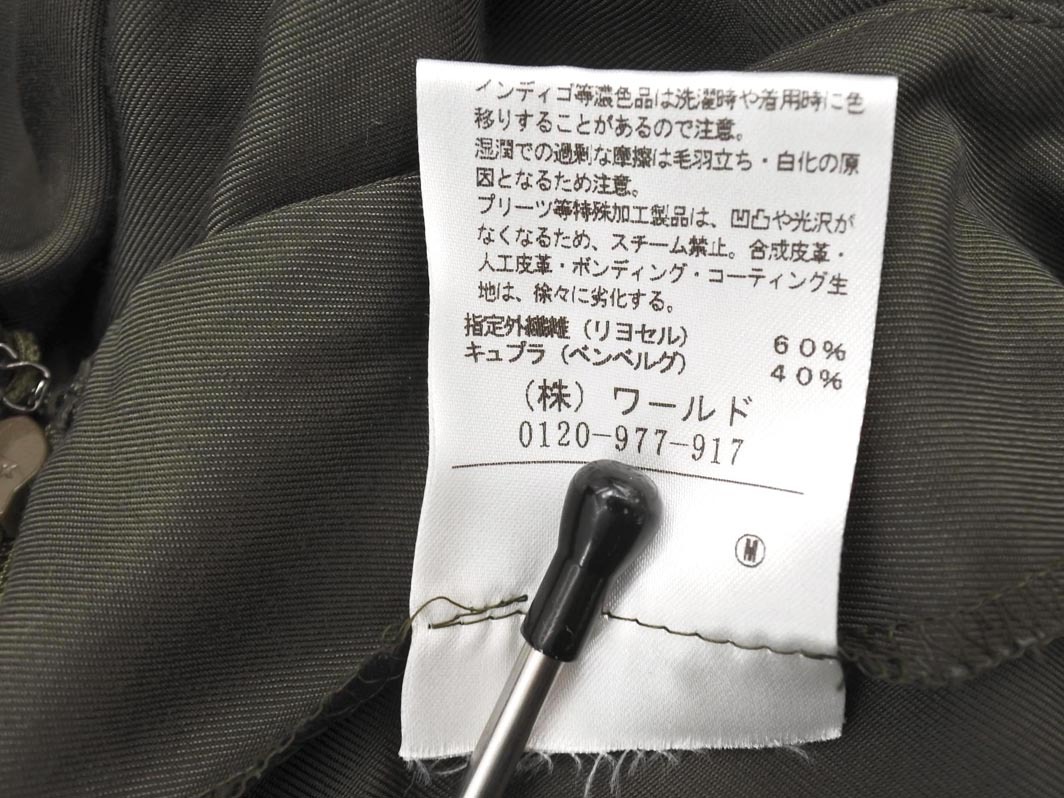 インディゴ等濃色品は洗濯時や着用時に色
移りすることがあるので注意。
湿潤での過剰な摩擦は毛羽立ち・白化の原
因となるため注意。
プリーツ等特殊加工製品は、凹凸や光沢が
なくなるため、スチーム禁止。合成皮革・
人工皮革・ボンディング・コーティング生
地は、徐々に劣化する。
指定外繊維（リヨセル） 60%
キュプラ（ベンベルグ） 40%
（株）ワールド
0120-977-917
M